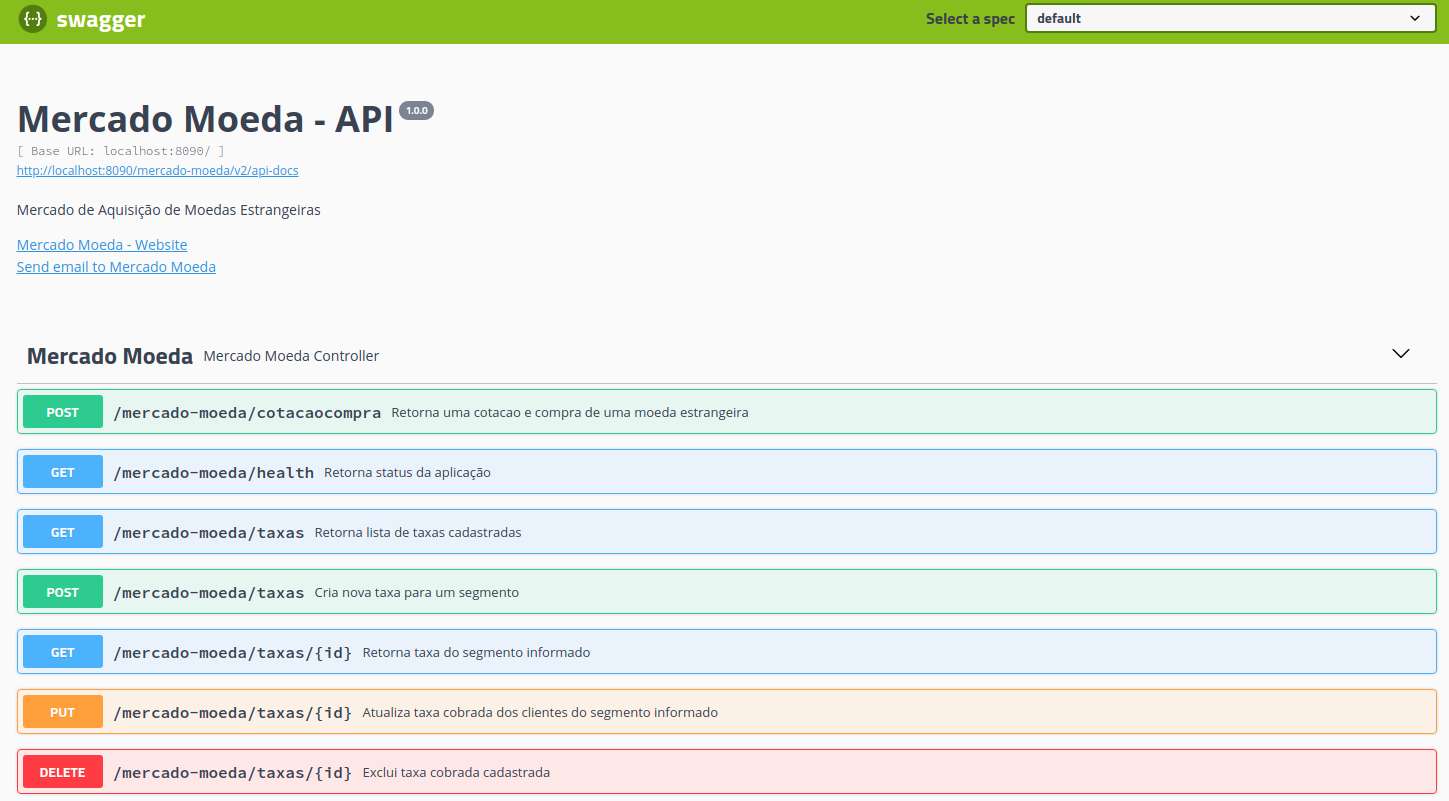 swagger
Select a spec default
Mercado Moeda - API 1.0.0
[ Base URL: localhost:8090/ ]
http://localhost:8090/mercado-moeda/v2/api-docs
Mercado de Aquisição de Moedas Estrangeiras
Mercado Moeda - Website
Send email to Mercado Moeda
Mercado Moeda Mercado Moeda Controller
POST /mercado-moeda/cotacaocompra Retorna uma cotacao e compra de uma moeda estrangeira
GET /mercado-moeda/health Retorna status da aplicação
GET /mercado-moeda/taxas Retorna lista de taxas cadastradas
POST /mercado-moeda/taxas Cria nova taxa para um segmento
GET /mercado-moeda/taxas/{id} Retorna taxa do segmento informado
PUT /mercado-moeda/taxas/{id} Atualiza taxa cobrada dos clientes do segmento informado
DELETE /mercado-moeda/taxas/{id} Exclui taxa cobrada cadastrada